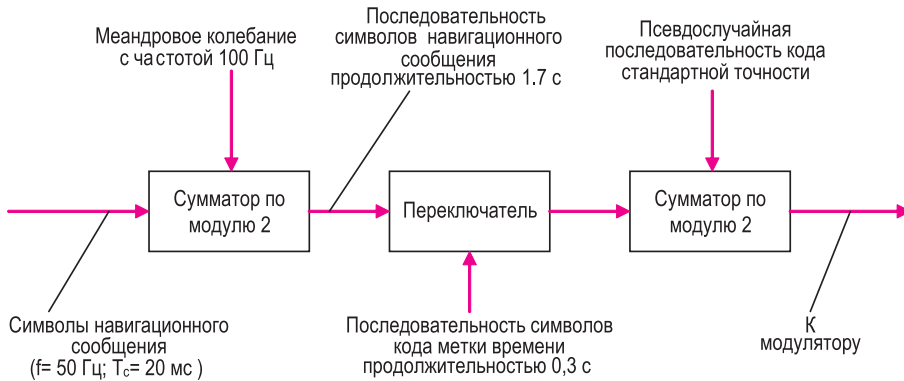 Меандровое колебание
с частотой 100 Гц
Последовательность
символов навигационного
сообщения
продолжительностью 1.7 с
Псевдослучайная
последовательность кода
стандартной точности
Сумматор по
модулю 2
Переключатель
Сумматор по
модулю 2
Символы навигационного
сообщения
(f= 50 Гц; Tс= 20 мс )
Последовательность символов
кода метки времени
продолжительностью 0,3 с
К
модулятору